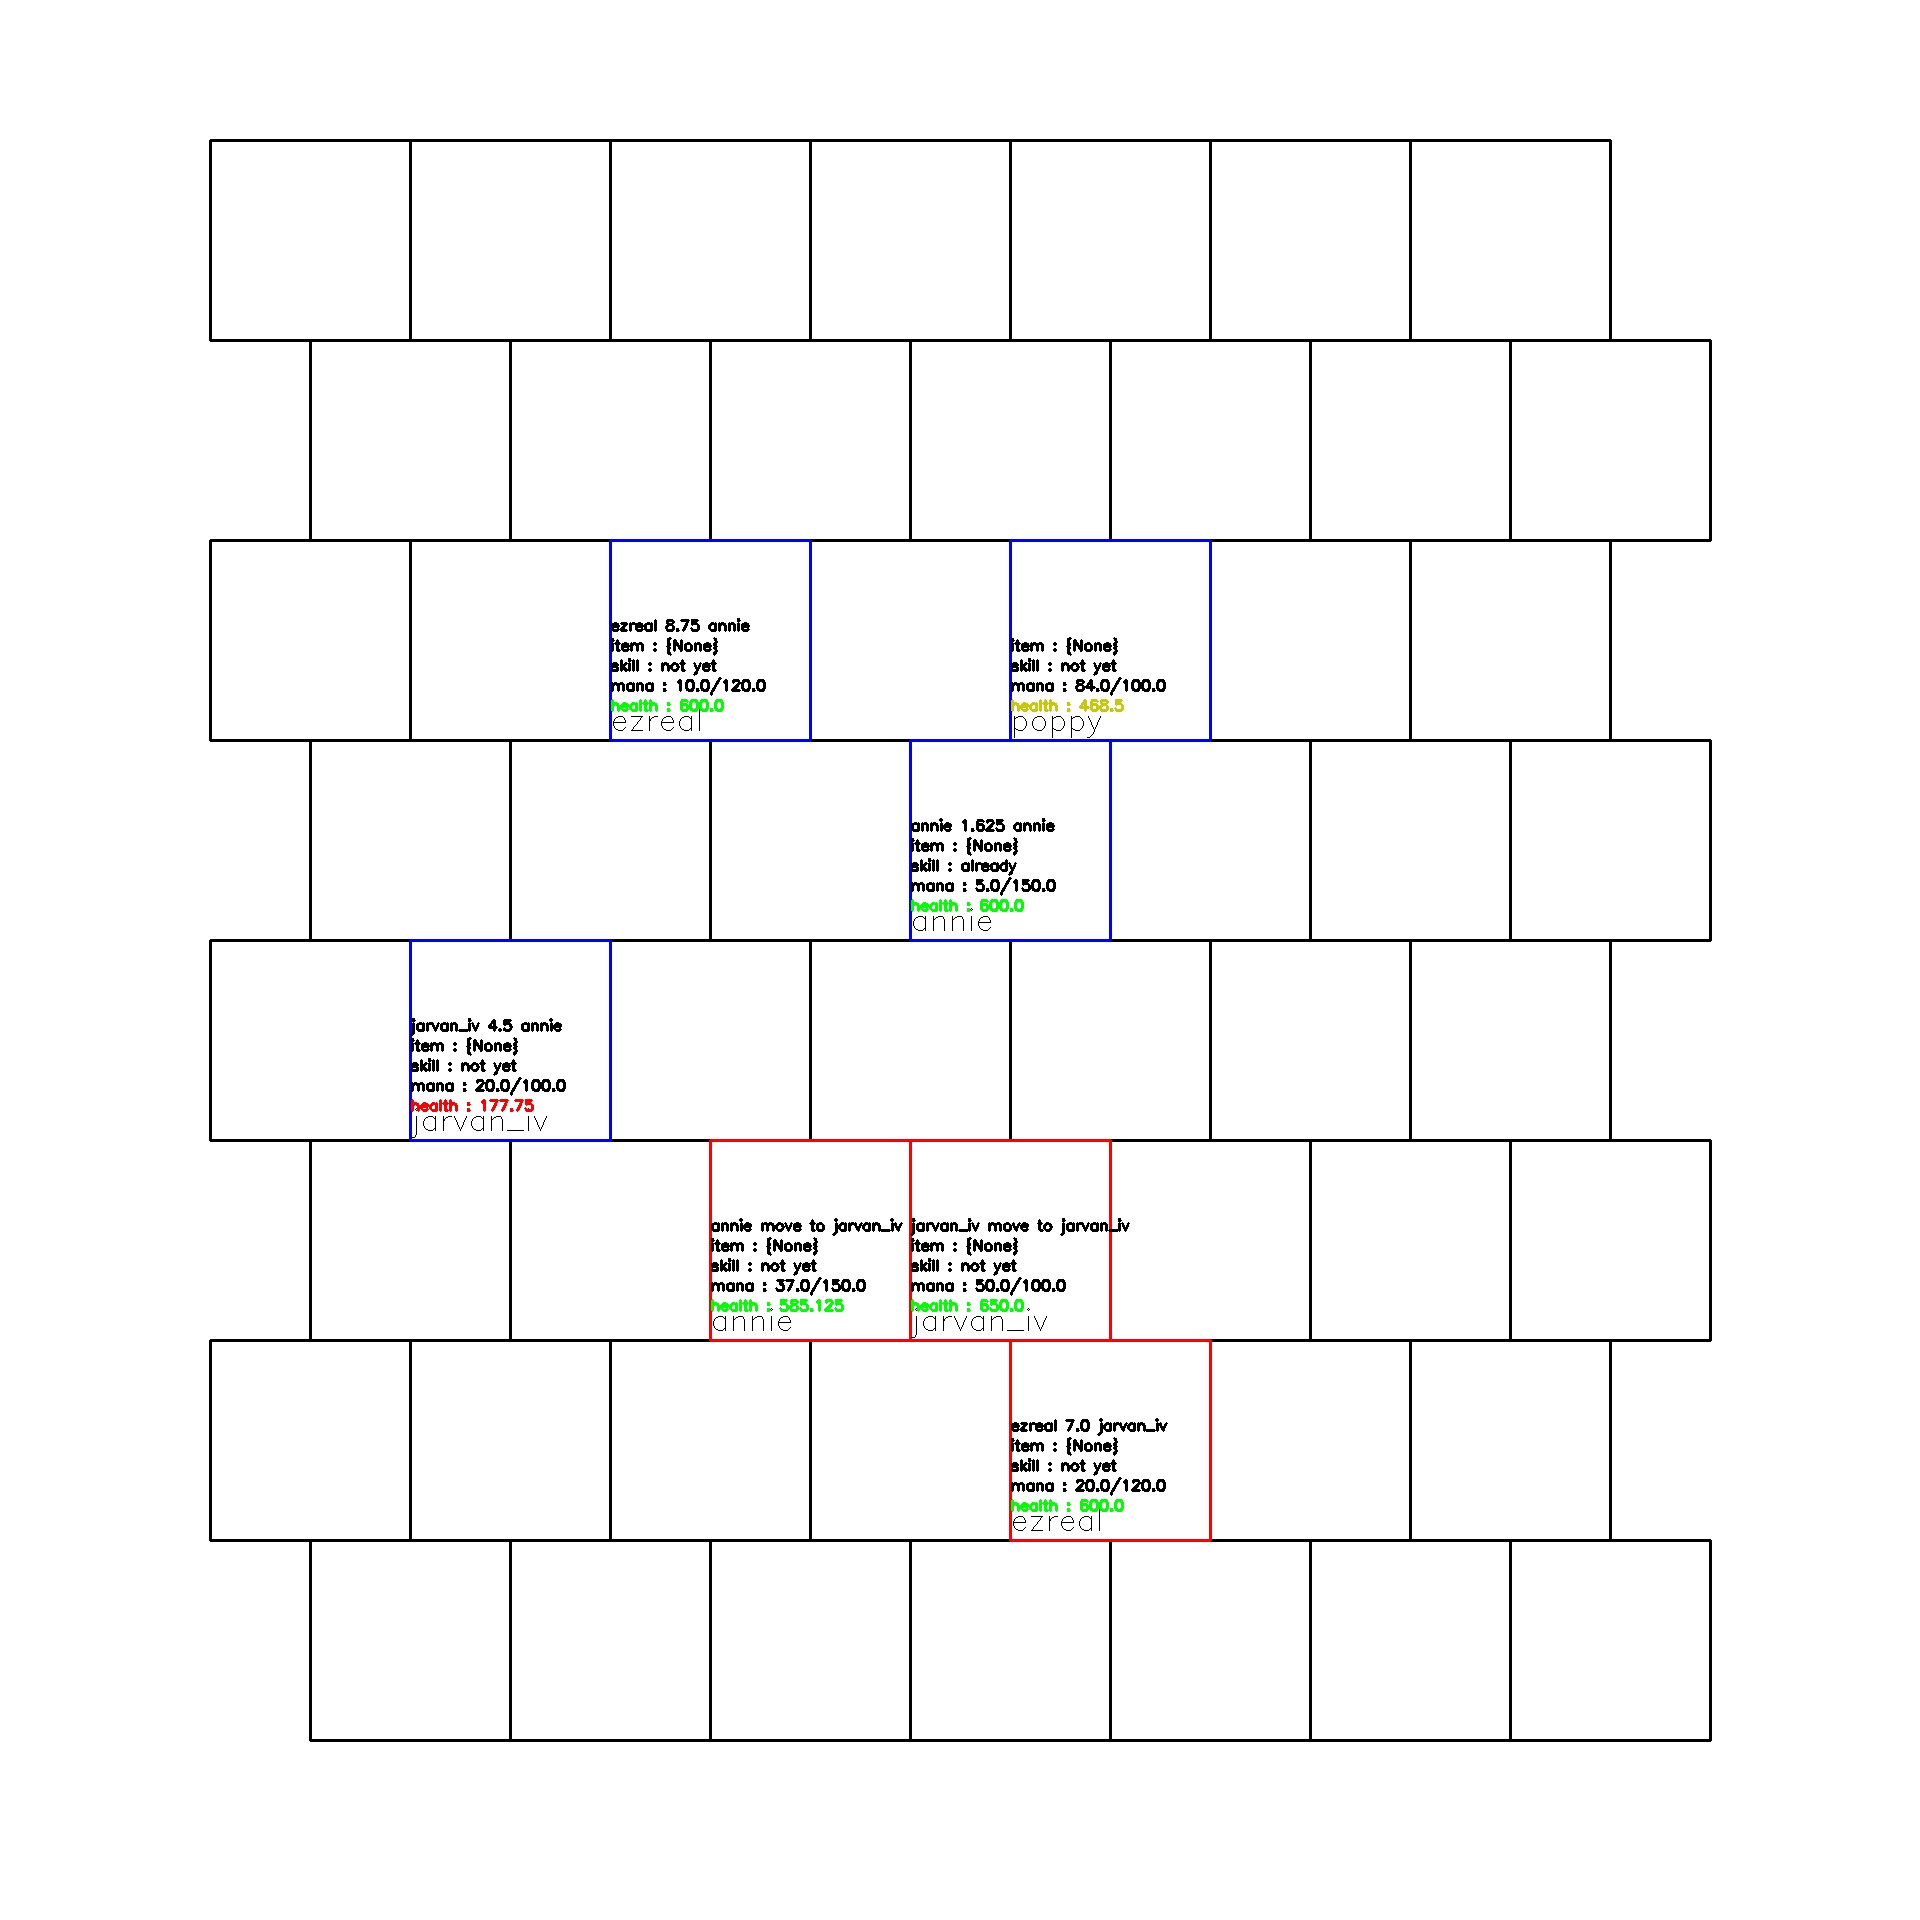 ezreal 8.75 annie
item : {None}
skill : not yet
mana : 10.0/120.0
health : 600.0
ezreal
item : {None}
skill : not yet
mana : 84.0/100.0
health : 468.5
poppy
annie 1.625 annie
item : {None}
skill : already
mana : 5.0/150.0
health : 600.0
annie
jarvan_iv 4.5 annie
item : {None}
skill : not yet
mana : 20.0/100.0
health : 177.75
jarvan_iv
annie move to jarvan_iv
item : {None}
skill : not yet
mana : 37.0/150.0
health : 585.125
annie
jarvan_iv move to jarvan_iv
item : {None}
skill : not yet
mana : 50.0/100.0
health : 650.0
jarvan_iv
ezreal 7.0 jarvan_iv
item : {None}
skill : not yet
mana : 20.0/120.0
health : 600.0
ezreal